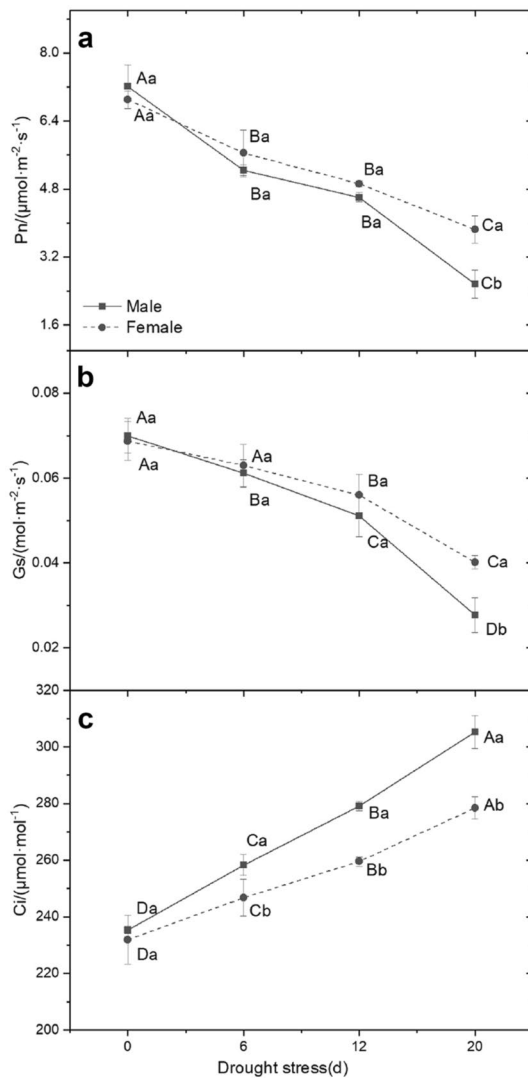 a
8.0
6.4
4.8
3.2
1.6
Pn/(μmol·m⁻²·s⁻¹)
Aa
Aa
Ba
Ba
Ba
Ba
Ca
Cb
Male
Female
b
0.08
0.06
0.04
0.02
Gs/(mol·m⁻²·s⁻¹)
Aa
Aa
Aa
Ba
Ba
Ca
Ca
Db
c
320
300
280
260
240
220
200
Ci/(μmol·mol⁻¹)
Da
Da
Ca
Cb
Ba
Bb
Aa
Ab
0 6 12 20
Drought stress(d)